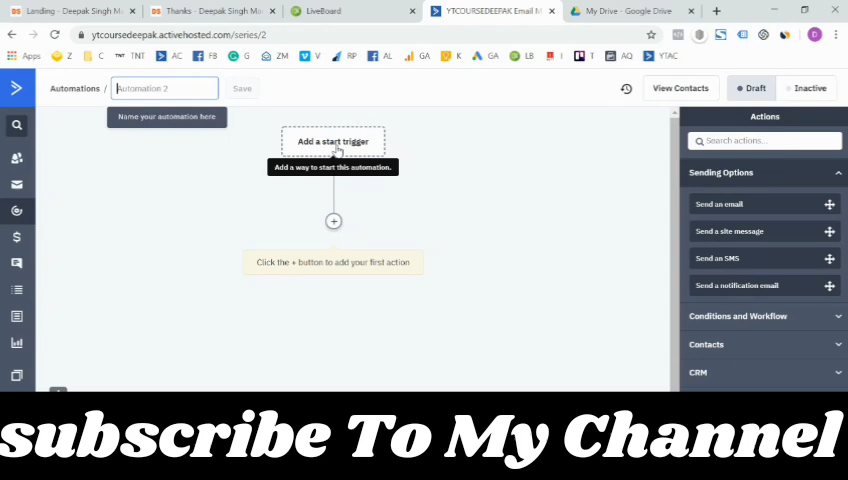 Landing - Deepak Singh M
Thanks - Deepak Singh Ma
LiveBoard
YTCOURSEDEEPAK Email M
My Drive - Google Drive
ytcoursedeepak.activehosted.com/series/2
Apps Z C TNT TNT AC FB G ZM V RP AL GA K GA LB I T AQ YTAC
Automations / Automation 2 Save
View Contacts Draft Inactive
Name your automation here
Add a start trigger
Add a way to start this automation.
Click the + button to add your first action
Actions
Search actions...
Sending Options
Send an email
Send a site message
Send an SMS
Send a notification email
Conditions and Workflow
Contacts
CRM
subscribe To My Channel